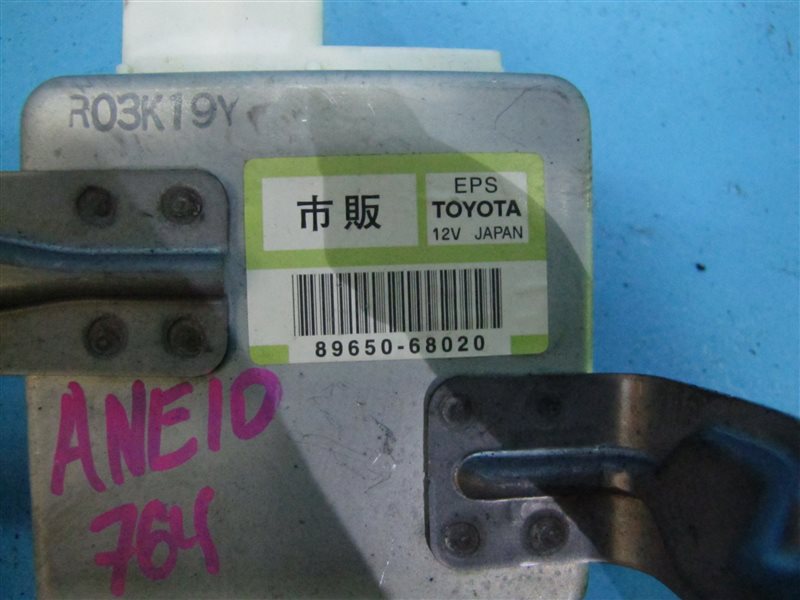 R03K19Y
市販
EPS
TOYOTA
12V JAPAN
89650-68020
ANE10
764